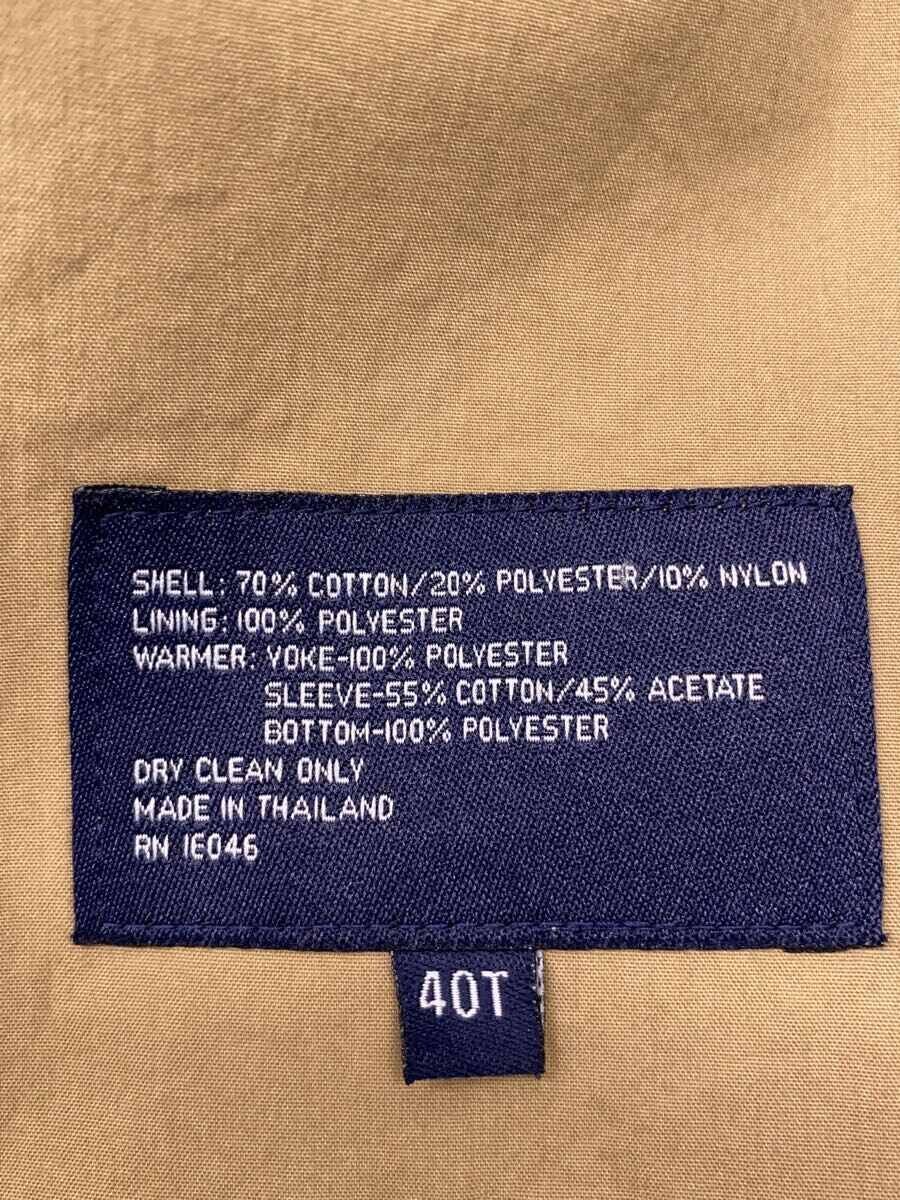 SHELL: 70% COTTON/20% POLYESTER/10% NYLON
LINING: 100% POLYESTER
WARMER: YOKE-100% POLYESTER
SLEEVE-55% COTTON/45% ACETATE
BOTTOM-100% POLYESTER
DRY CLEAN ONLY
MADE IN THAILAND
RN 1E046
40T